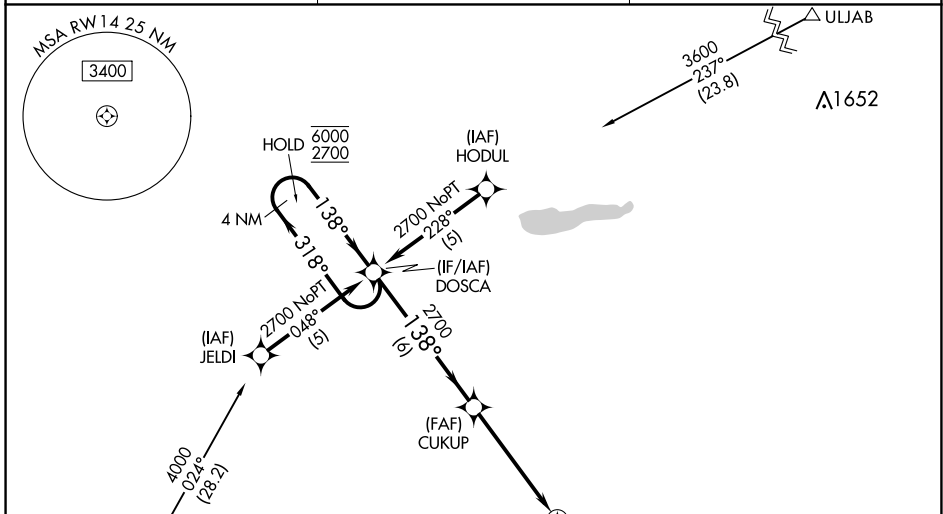 MSA RW14 25 NM
3400
ULJAB
3600
237°
(23.8)
1652
HOLD
6000
2700
(IAF)
HODUL
4 NM
138°
318°
2700 NoPT
228°
(5)
(IF/IAF)
DOSCA
2700 NoPT
048°
(5)
(IAF)
JELDI
2700
138°
(6)
(FAF)
CUKUP
4000
024°
(28.2)